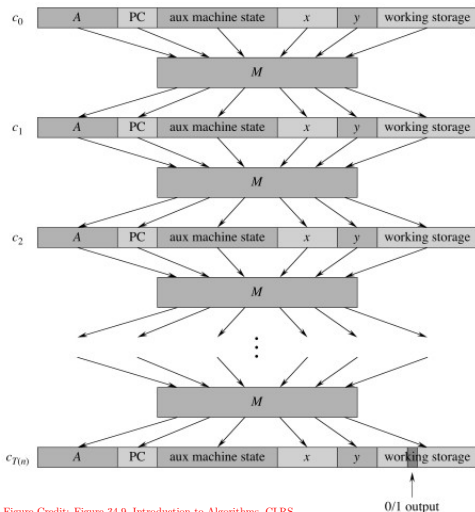 c0 A PC aux machine state x y working storage
M
c1 A PC aux machine state x y working storage
M
c2 A PC aux machine state x y working storage
M
⋮
M
cT(n) A PC aux machine state x y working storage
0/1 output
Figure Credit: Figure 34.9, Introduction to Algorithms, CLRS